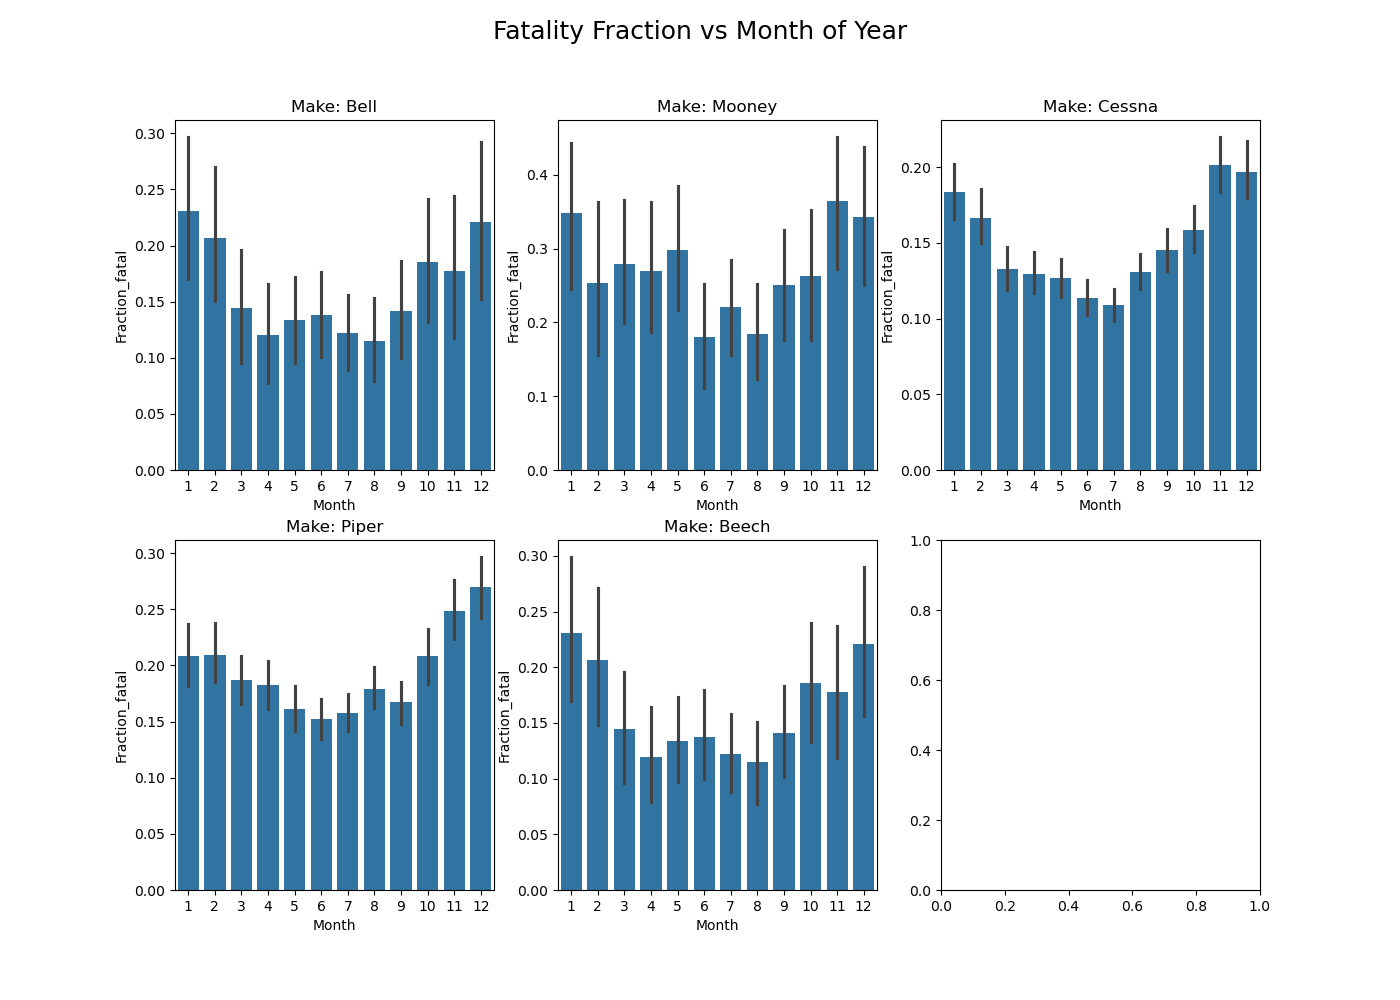 Fatality Fraction vs Month of Year
Make: Bell
Fraction_fatal
0.30
0.25
0.20
0.15
0.10
0.05
0.00
1 2 3 4 5 6 7 8 9 10 11 12
Month
Make: Mooney
Fraction_fatal
0.4
0.3
0.2
0.1
0.0
1 2 3 4 5 6 7 8 9 10 11 12
Month
Make: Cessna
Fraction_fatal
0.20
0.15
0.10
0.05
0.00
1 2 3 4 5 6 7 8 9 10 11 12
Month
Make: Piper
Fraction_fatal
0.30
0.25
0.20
0.15
0.10
0.05
0.00
1 2 3 4 5 6 7 8 9 10 11 12
Month
Make: Beech
Fraction_fatal
0.30
0.25
0.20
0.15
0.10
0.05
0.00
1 2 3 4 5 6 7 8 9 10 11 12
Month
1.0
0.8
0.6
0.4
0.2
0.0
0.0 0.2 0.4 0.6 0.8 1.0